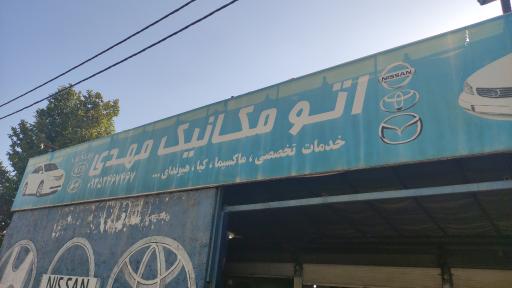 اتو مکانیک مهدی
خدمات تخصصی ، ماکسیما ، کیا ، هیوندای ...
NISSAN
NISSAN